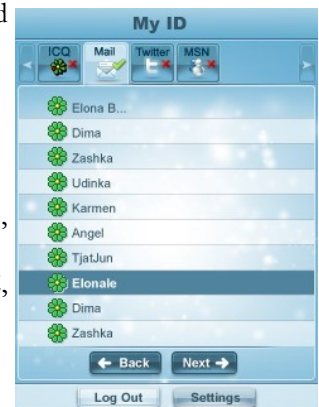 d
My ID
ICQ Mail Twitter MSN
Elona B...
Dima
Zashka
Udinka
Karmen
,
Angel
TjatJun
,
Elonale
Dima
Zashka
Back Next
Log Out Settings